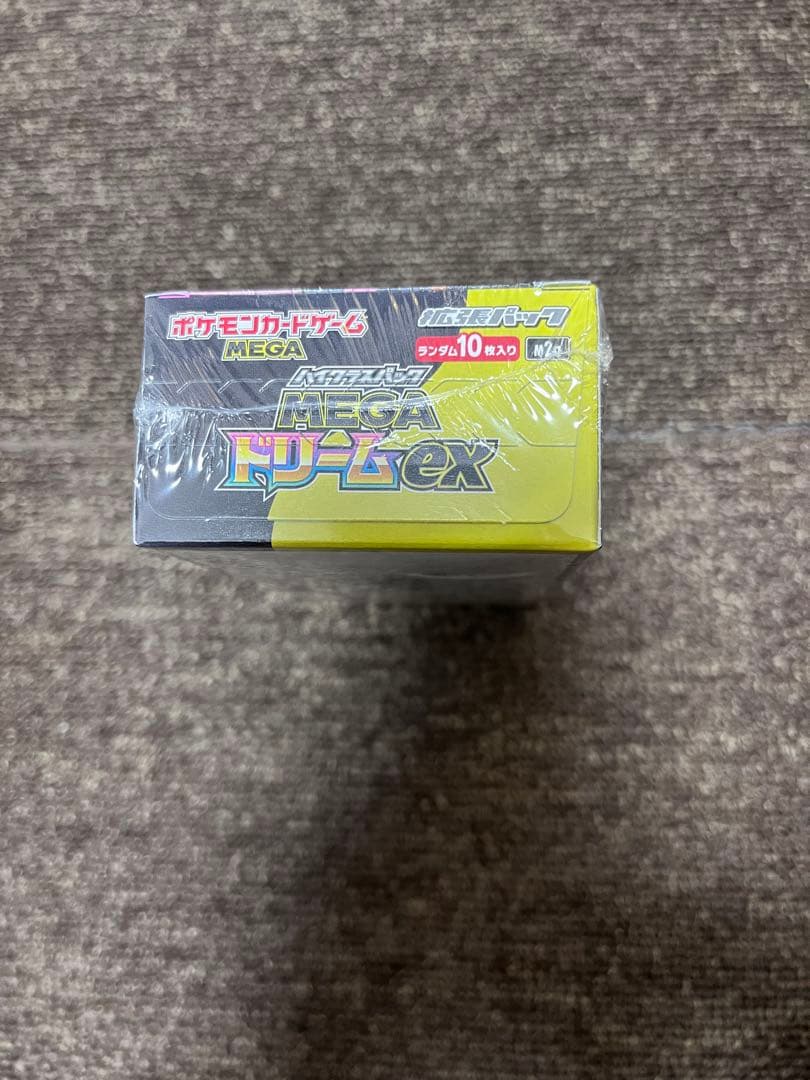 ポケモンカードゲーム
MEGA
拡張パック
ランダム10枚入り
M2a
ハイクラスパック
MEGA
ドリームex